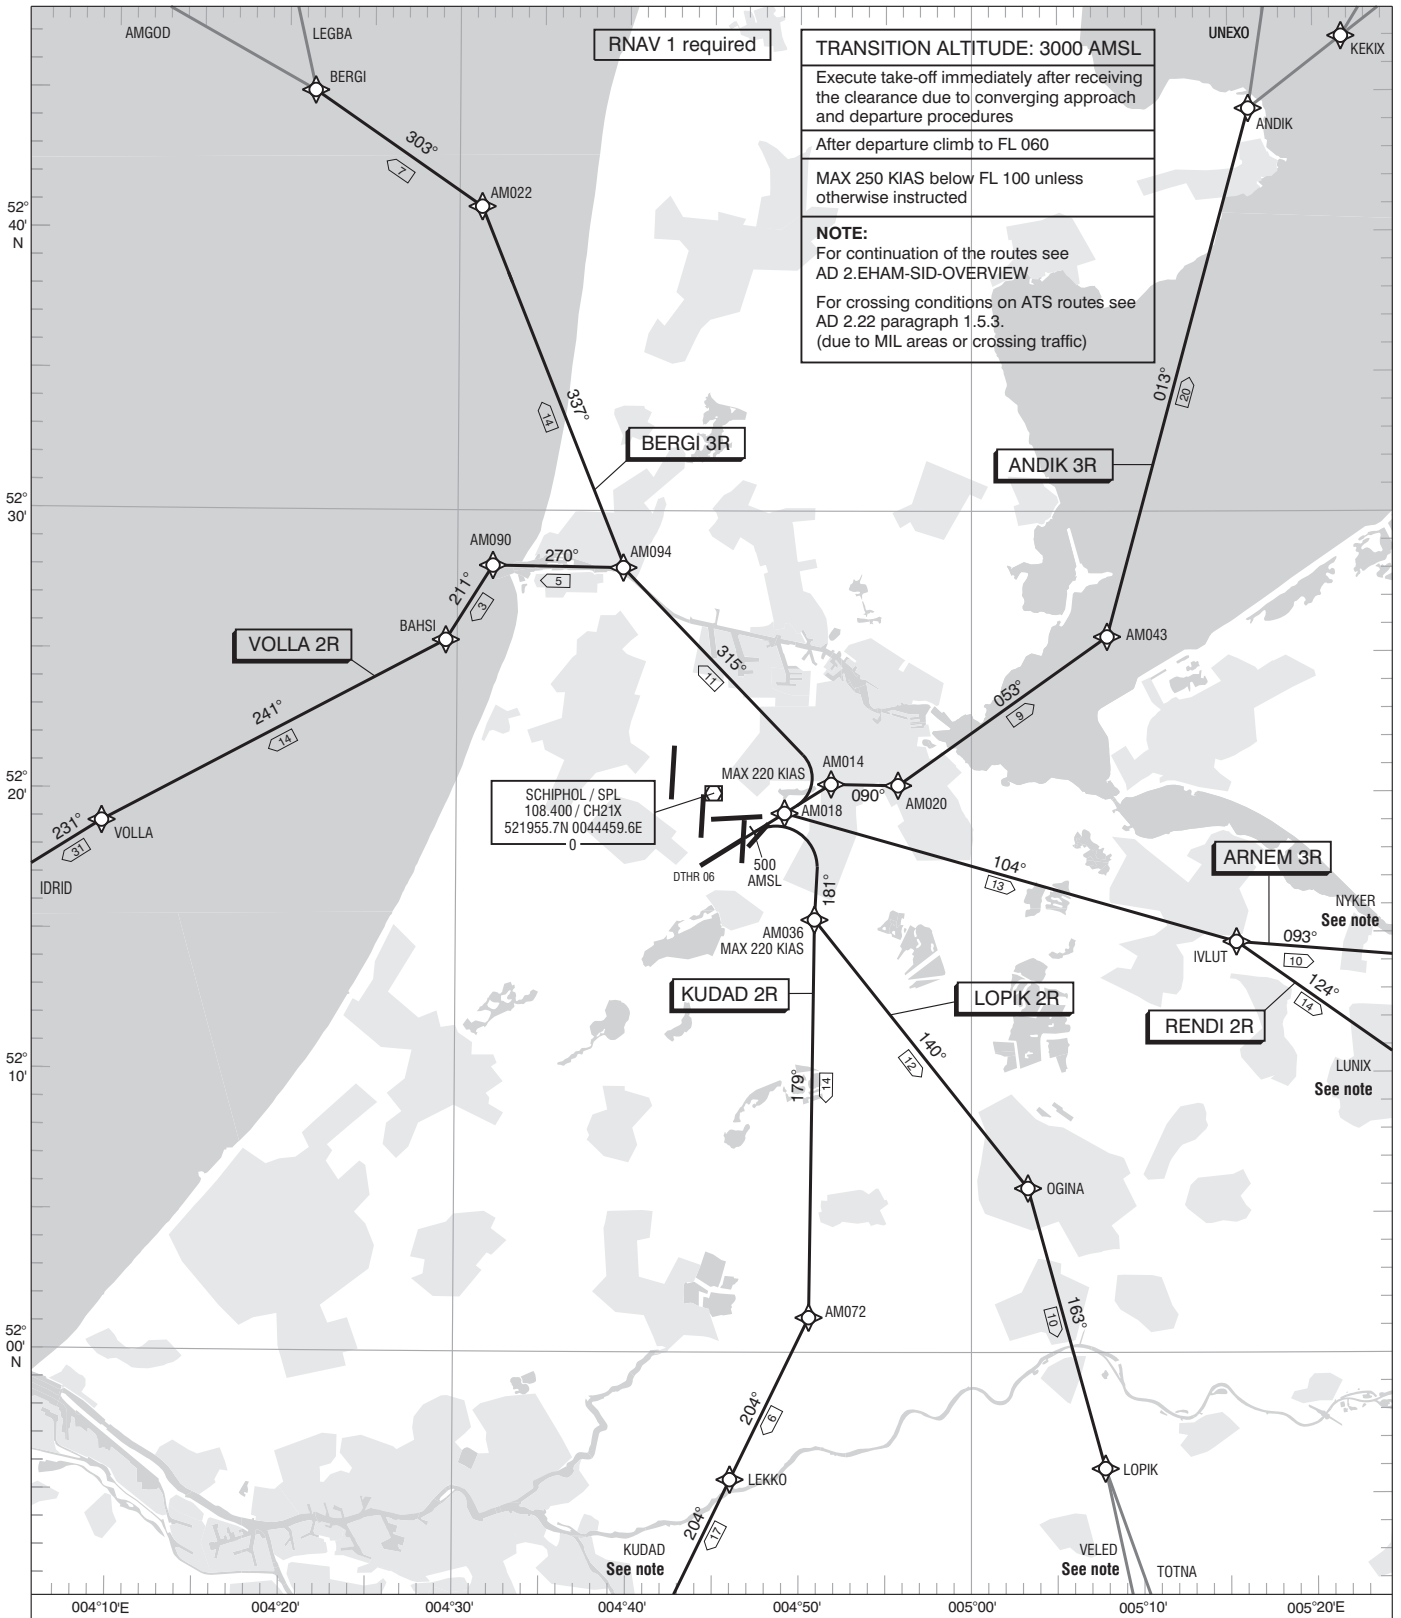 AMGOD
LEGBA
BERGI
RNAV 1 required
TRANSITION ALTITUDE: 3000 AMSL
Execute take-off immediately after receiving
the clearance due to converging approach
and departure procedures
After departure climb to FL 060
MAX 250 KIAS below FL 100 unless
otherwise instructed
NOTE:
For continuation of the routes see
AD 2.EHAM-SID-OVERVIEW
For crossing conditions on ATS routes see
AD 2.22 paragraph 1.5.3.
(due to MIL areas or crossing traffic)
UNEXO
KEKIX
ANDIK
303°
7
AM022
52°
40'
N
337°
14
BERGI 3R
013°
20
ANDIK 3R
52°
30'
AM090
270°
5
AM094
211°
3
BAHSI
VOLLA 2R
241°
14
315°
11
AM043
053°
9
52°
20'
MAX 220 KIAS
AM014
090°
AM020
AM018
SCHIPHOL / SPL
108.400 / CH21X
521955.7N 0044459.6E
0
DTHR 06
500
AMSL
231°
31
VOLLA
IDRID
104°
13
ARNEM 3R
NYKER
See note
093°
10
IVLUT
124°
14
181°
AM036
MAX 220 KIAS
KUDAD 2R
LOPIK 2R
RENDI 2R
LUNIX
See note
52°
10'
179°
14
140°
12
OGINA
AM072
163°
10
52°
00'
N
204°
6
LEKKO
LOPIK
204°
17
KUDAD
See note
VELED
See note
TOTNA
004°10'E
004°20'
004°30'
004°40'
004°50'
005°00'
005°10'
005°20'E